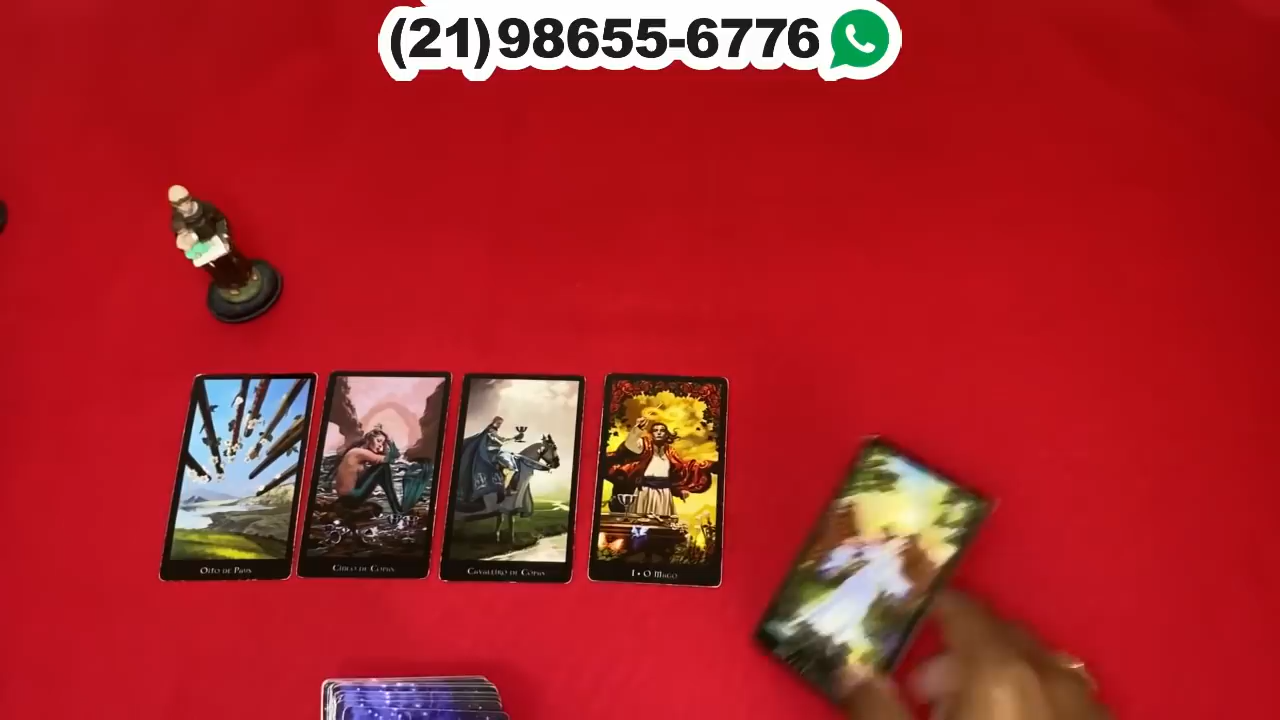 (21)98655-6776
Oito de Paus
Cinco de Copas
Cavaleiro de Copas
I • O Mago